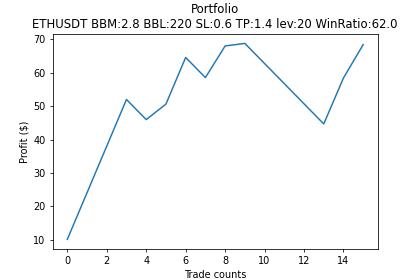 Portfolio
ETHUSDT BBM:2.8 BBL:220 SL:0.6 TP:1.4 lev:20 WinRatio:62.0
70
60
50
40
30
20
10
Profit ($)
0 2 4 6 8 10 12 14
Trade counts